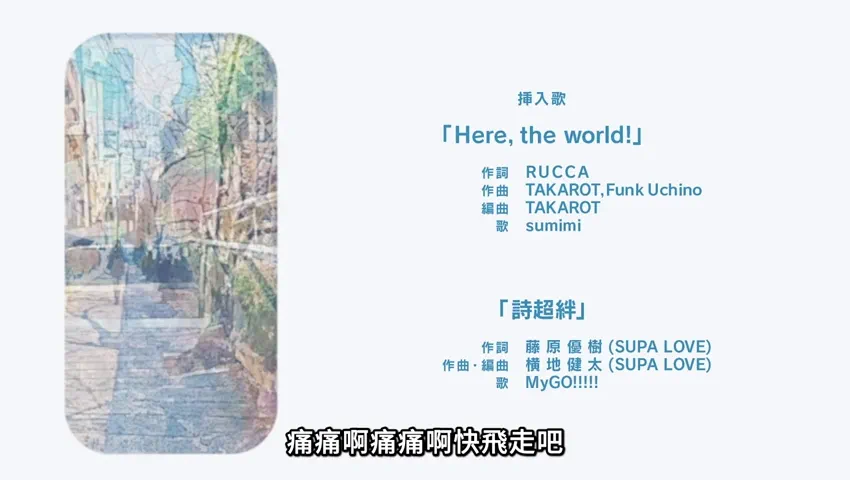 挿入歌
「Here, the world!」
作詞 RUCCA
作曲 TAKAROT,Funk Uchino
編曲 TAKAROT
歌 sumimi
「詩超絆」
作詞 藤原優樹(SUPA LOVE)
作曲・編曲 横地健太(SUPA LOVE)
歌 MyGO!!!!!
痛痛啊痛痛啊快飛走吧